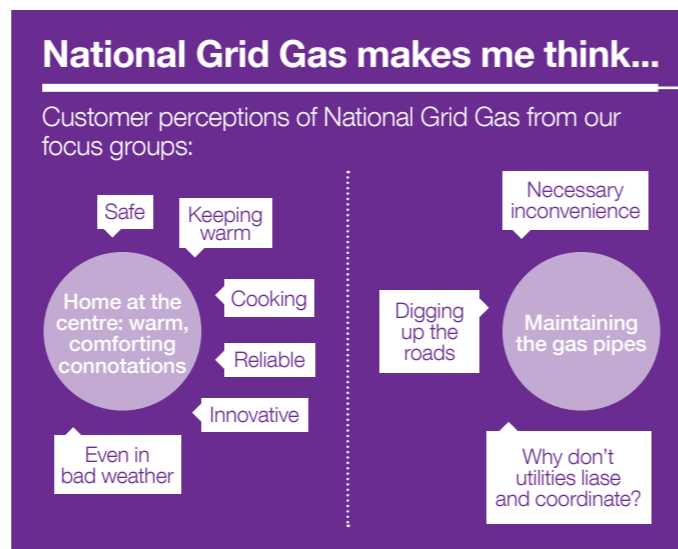 National Grid Gas makes me think...
Customer perceptions of National Grid Gas from our
focus groups:
Safe
Keeping
warm
Home at the
centre: warm,
comforting
connotations
Cooking
Reliable
Innovative
Even in
bad weather
Necessary
inconvenience
Digging
up the
roads
Maintaining
the gas pipes
Why don’t
utilities liase
and coordinate?